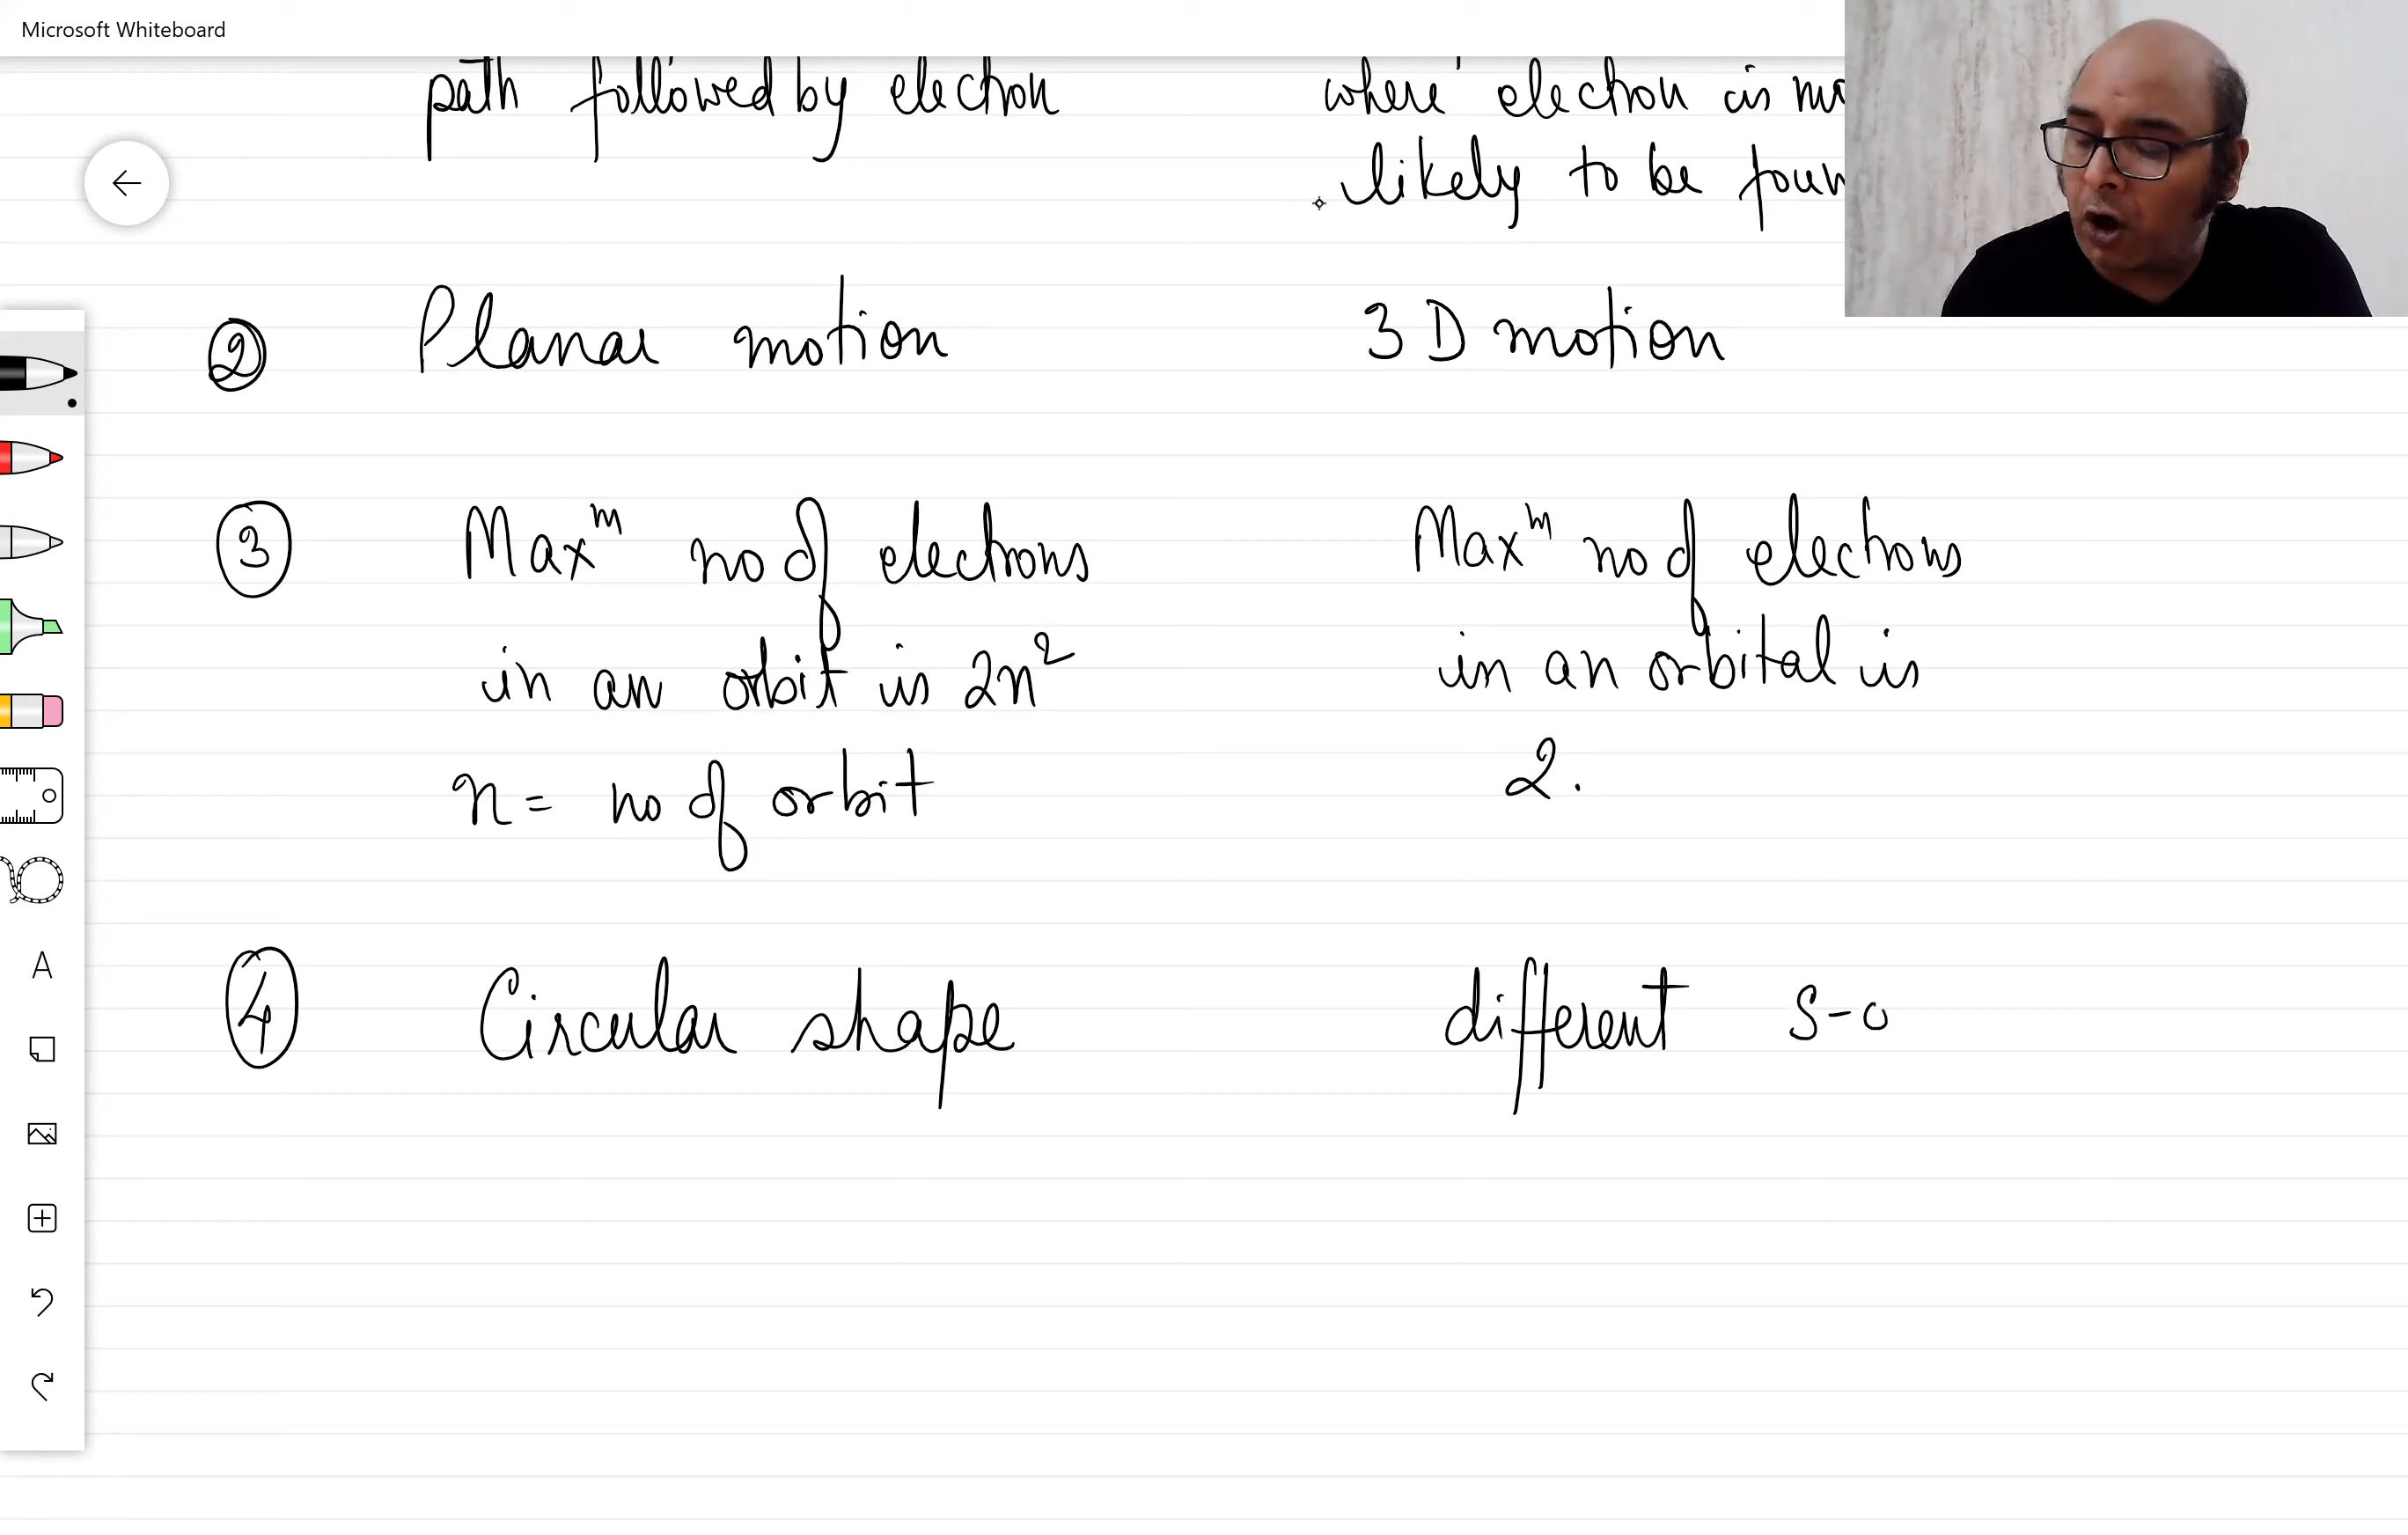 Microsoft Whiteboard
path followed by electron
where electron is mo
likely to be foun
② Planar motion
3 D motion
③ Maxᵐ no of electrons
in an orbit is 2n²
n = no of orbit
Maxᵐ no of electrons
in an orbital is
2.
④ Circular shape
different s-o
A